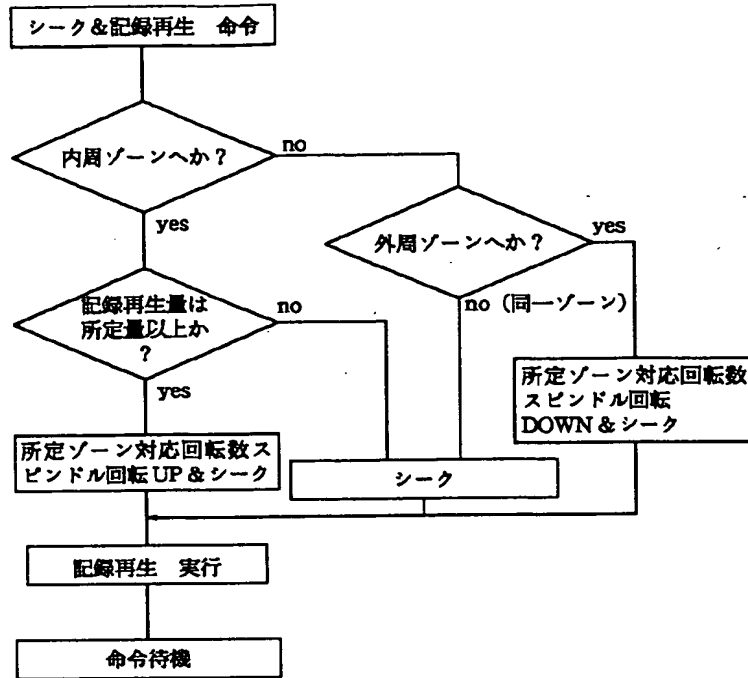 シーク&記録再生　命令
内周ゾーンへか？
no
yes
外周ゾーンへか？
yes
no（同一ゾーン）
記録再生量は
所定量以上か
？
no
yes
所定ゾーン対応回転数
スピンドル回転
DOWN & シーク
所定ゾーン対応回転数ス
ピンドル回転 UP & シーク
シーク
記録再生　実行
命令待機